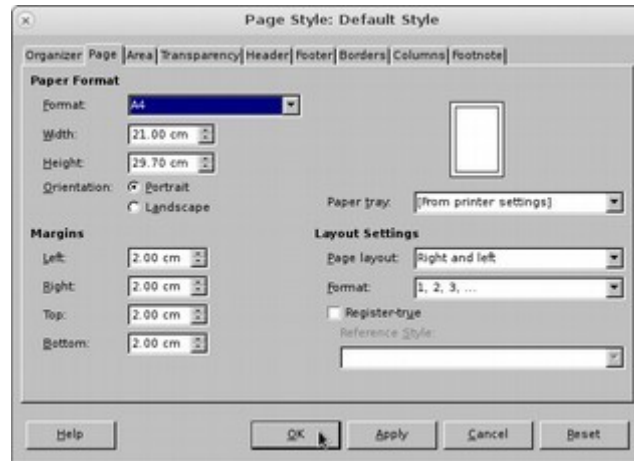 Page Style: Default Style
Organizer Page Area Transparency Header Footer Borders Columns Footnote
Paper Format
Format: A4
Width: 21.00 cm
Height: 29.70 cm
Orientation: Portrait
Landscape
Paper tray: [From printer settings]
Margins
Left: 2.00 cm
Right: 2.00 cm
Top: 2.00 cm
Bottom: 2.00 cm
Layout Settings
Page layout: Right and left
Format: 1, 2, 3, ...
Register-true
Reference Style:
Help OK Apply Cancel Reset